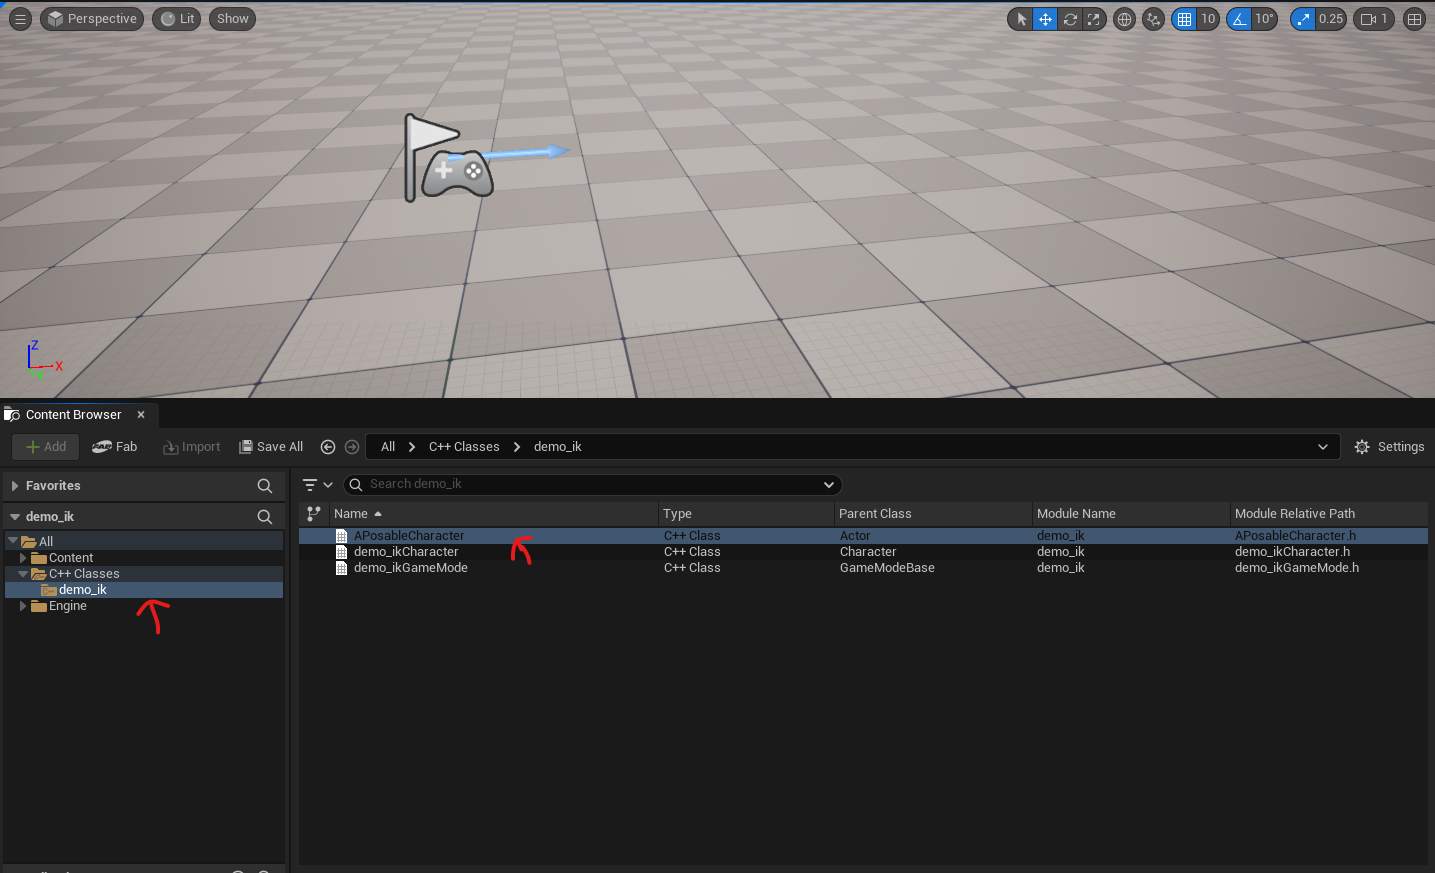 Perspective Lit Show 10 10° 0.25 1
Z
X
Y
Content Browser
Add Fab Import Save All All C++ Classes demo_ik Settings
Favorites Search demo_ik
demo_ik Name Type Parent Class Module Name Module Relative Path
All APosableCharacter C++ Class Actor demo_ik APosableCharacter.h
Content demo_ikCharacter C++ Class Character demo_ik demo_ikCharacter.h
C++ Classes demo_ikGameMode C++ Class GameModeBase demo_ik demo_ikGameMode.h
demo_ik
Engine